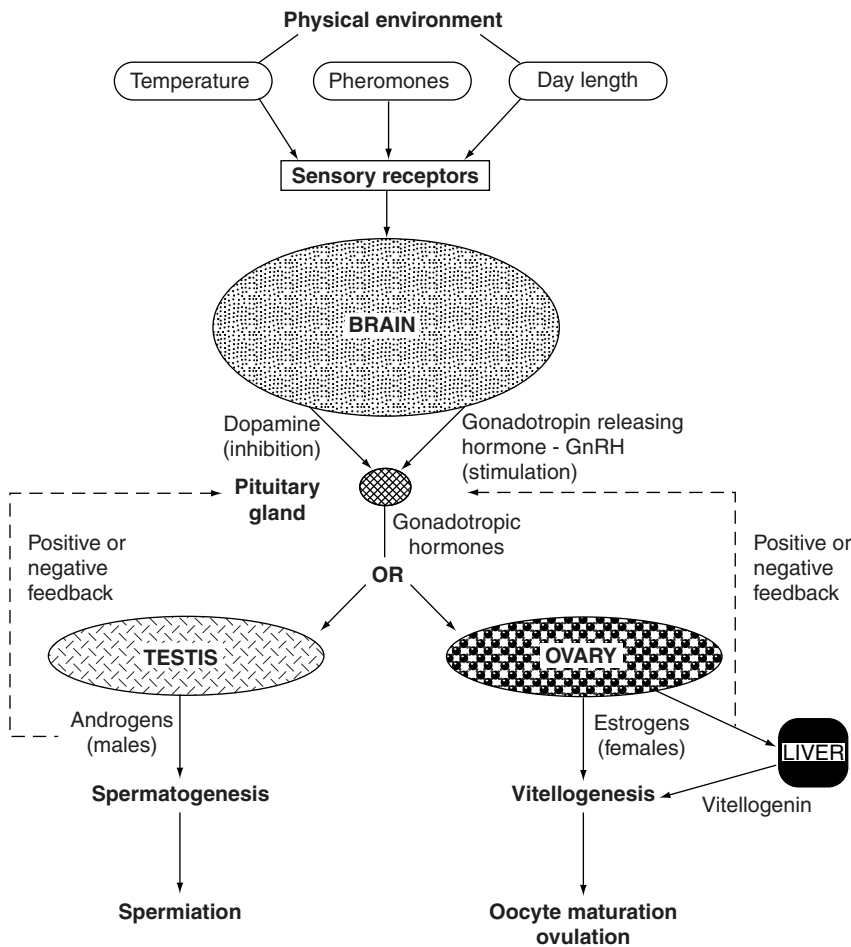 Physical environment
Temperature
Pheromones
Day length
Sensory receptors
BRAIN
Dopamine
(inhibition)
Gonadotropin releasing
hormone - GnRH
(stimulation)
Pituitary
gland
Gonadotropic
hormones
Positive or
negative
feedback
Positive or
negative
feedback
OR
TESTIS
OVARY
Androgens
(males)
Estrogens
(females)
LIVER
Spermatogenesis
Vitellogenesis
Vitellogenin
Spermiation
Oocyte maturation
ovulation